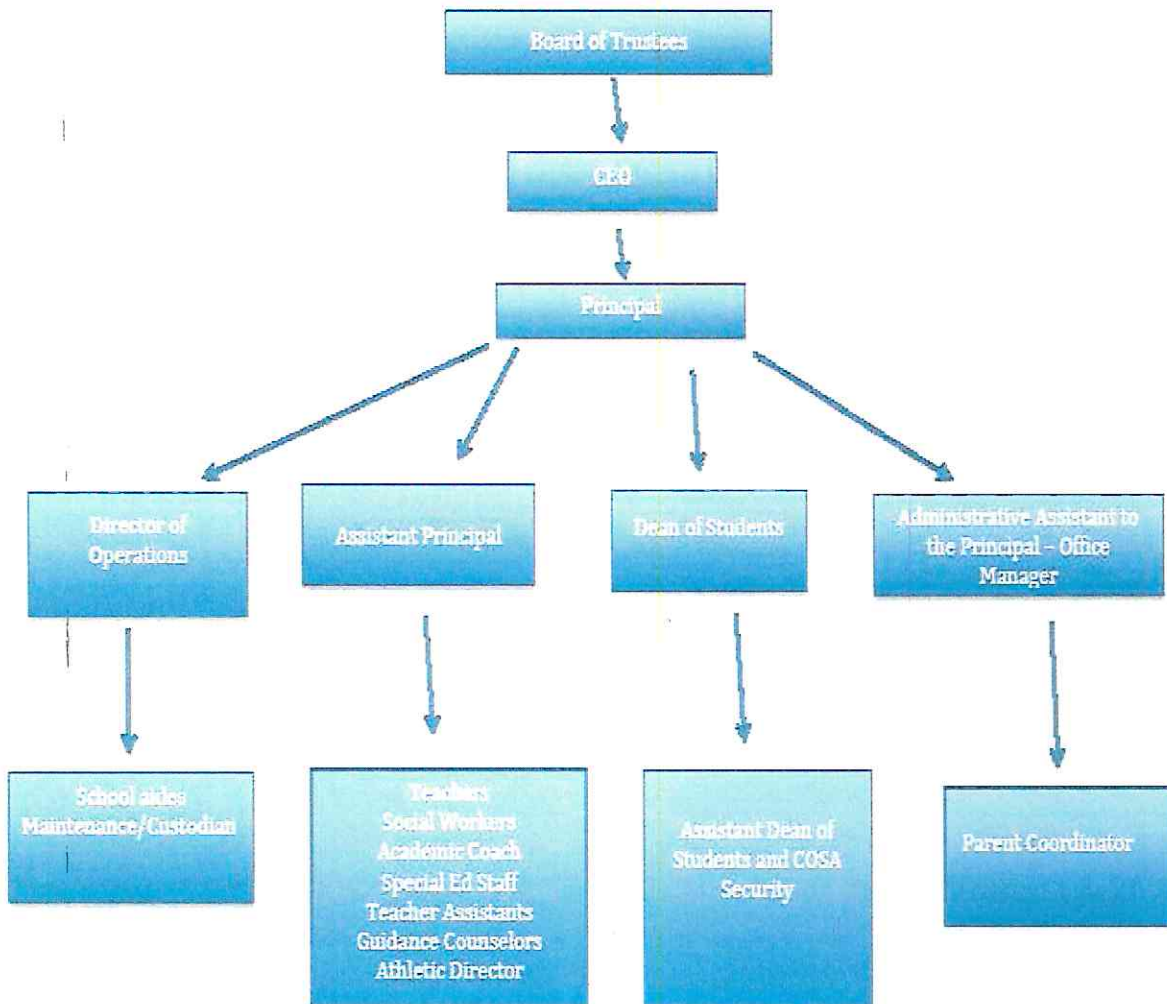 Board of Trustees
CEO
Principal
Director of
Operations
Assistant Principal
Dean of Students
Administrative Assistant to
the Principal – Office
Manager
School aides
Maintenance/Custodian
Teachers
Social Workers
Academic Coach
Special Ed Staff
Teacher Assistants
Guidance Counselors
Athletic Director
Assistant Dean of
Students and COSA
Security
Parent Coordinator